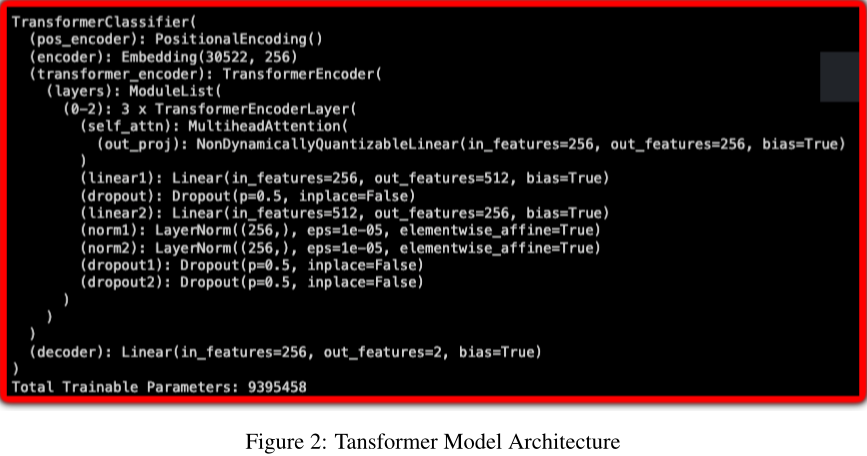 TransformerClassifier(
  (pos_encoder): PositionalEncoding()
  (encoder): Embedding(30522, 256)
  (transformer_encoder): TransformerEncoder(
    (layers): ModuleList(
      (0-2): 3 x TransformerEncoderLayer(
        (self_attn): MultiheadAttention(
          (out_proj): NonDynamicallyQuantizableLinear(in_features=256, out_features=256, bias=True)
        )
        (linear1): Linear(in_features=256, out_features=512, bias=True)
        (dropout): Dropout(p=0.5, inplace=False)
        (linear2): Linear(in_features=512, out_features=256, bias=True)
        (norm1): LayerNorm((256,), eps=1e-05, elementwise_affine=True)
        (norm2): LayerNorm((256,), eps=1e-05, elementwise_affine=True)
        (dropout1): Dropout(p=0.5, inplace=False)
        (dropout2): Dropout(p=0.5, inplace=False)
      )
    )
  )
  (decoder): Linear(in_features=256, out_features=2, bias=True)
)
Total Trainable Parameters: 9395458
Figure 2: Tansformer Model Architecture